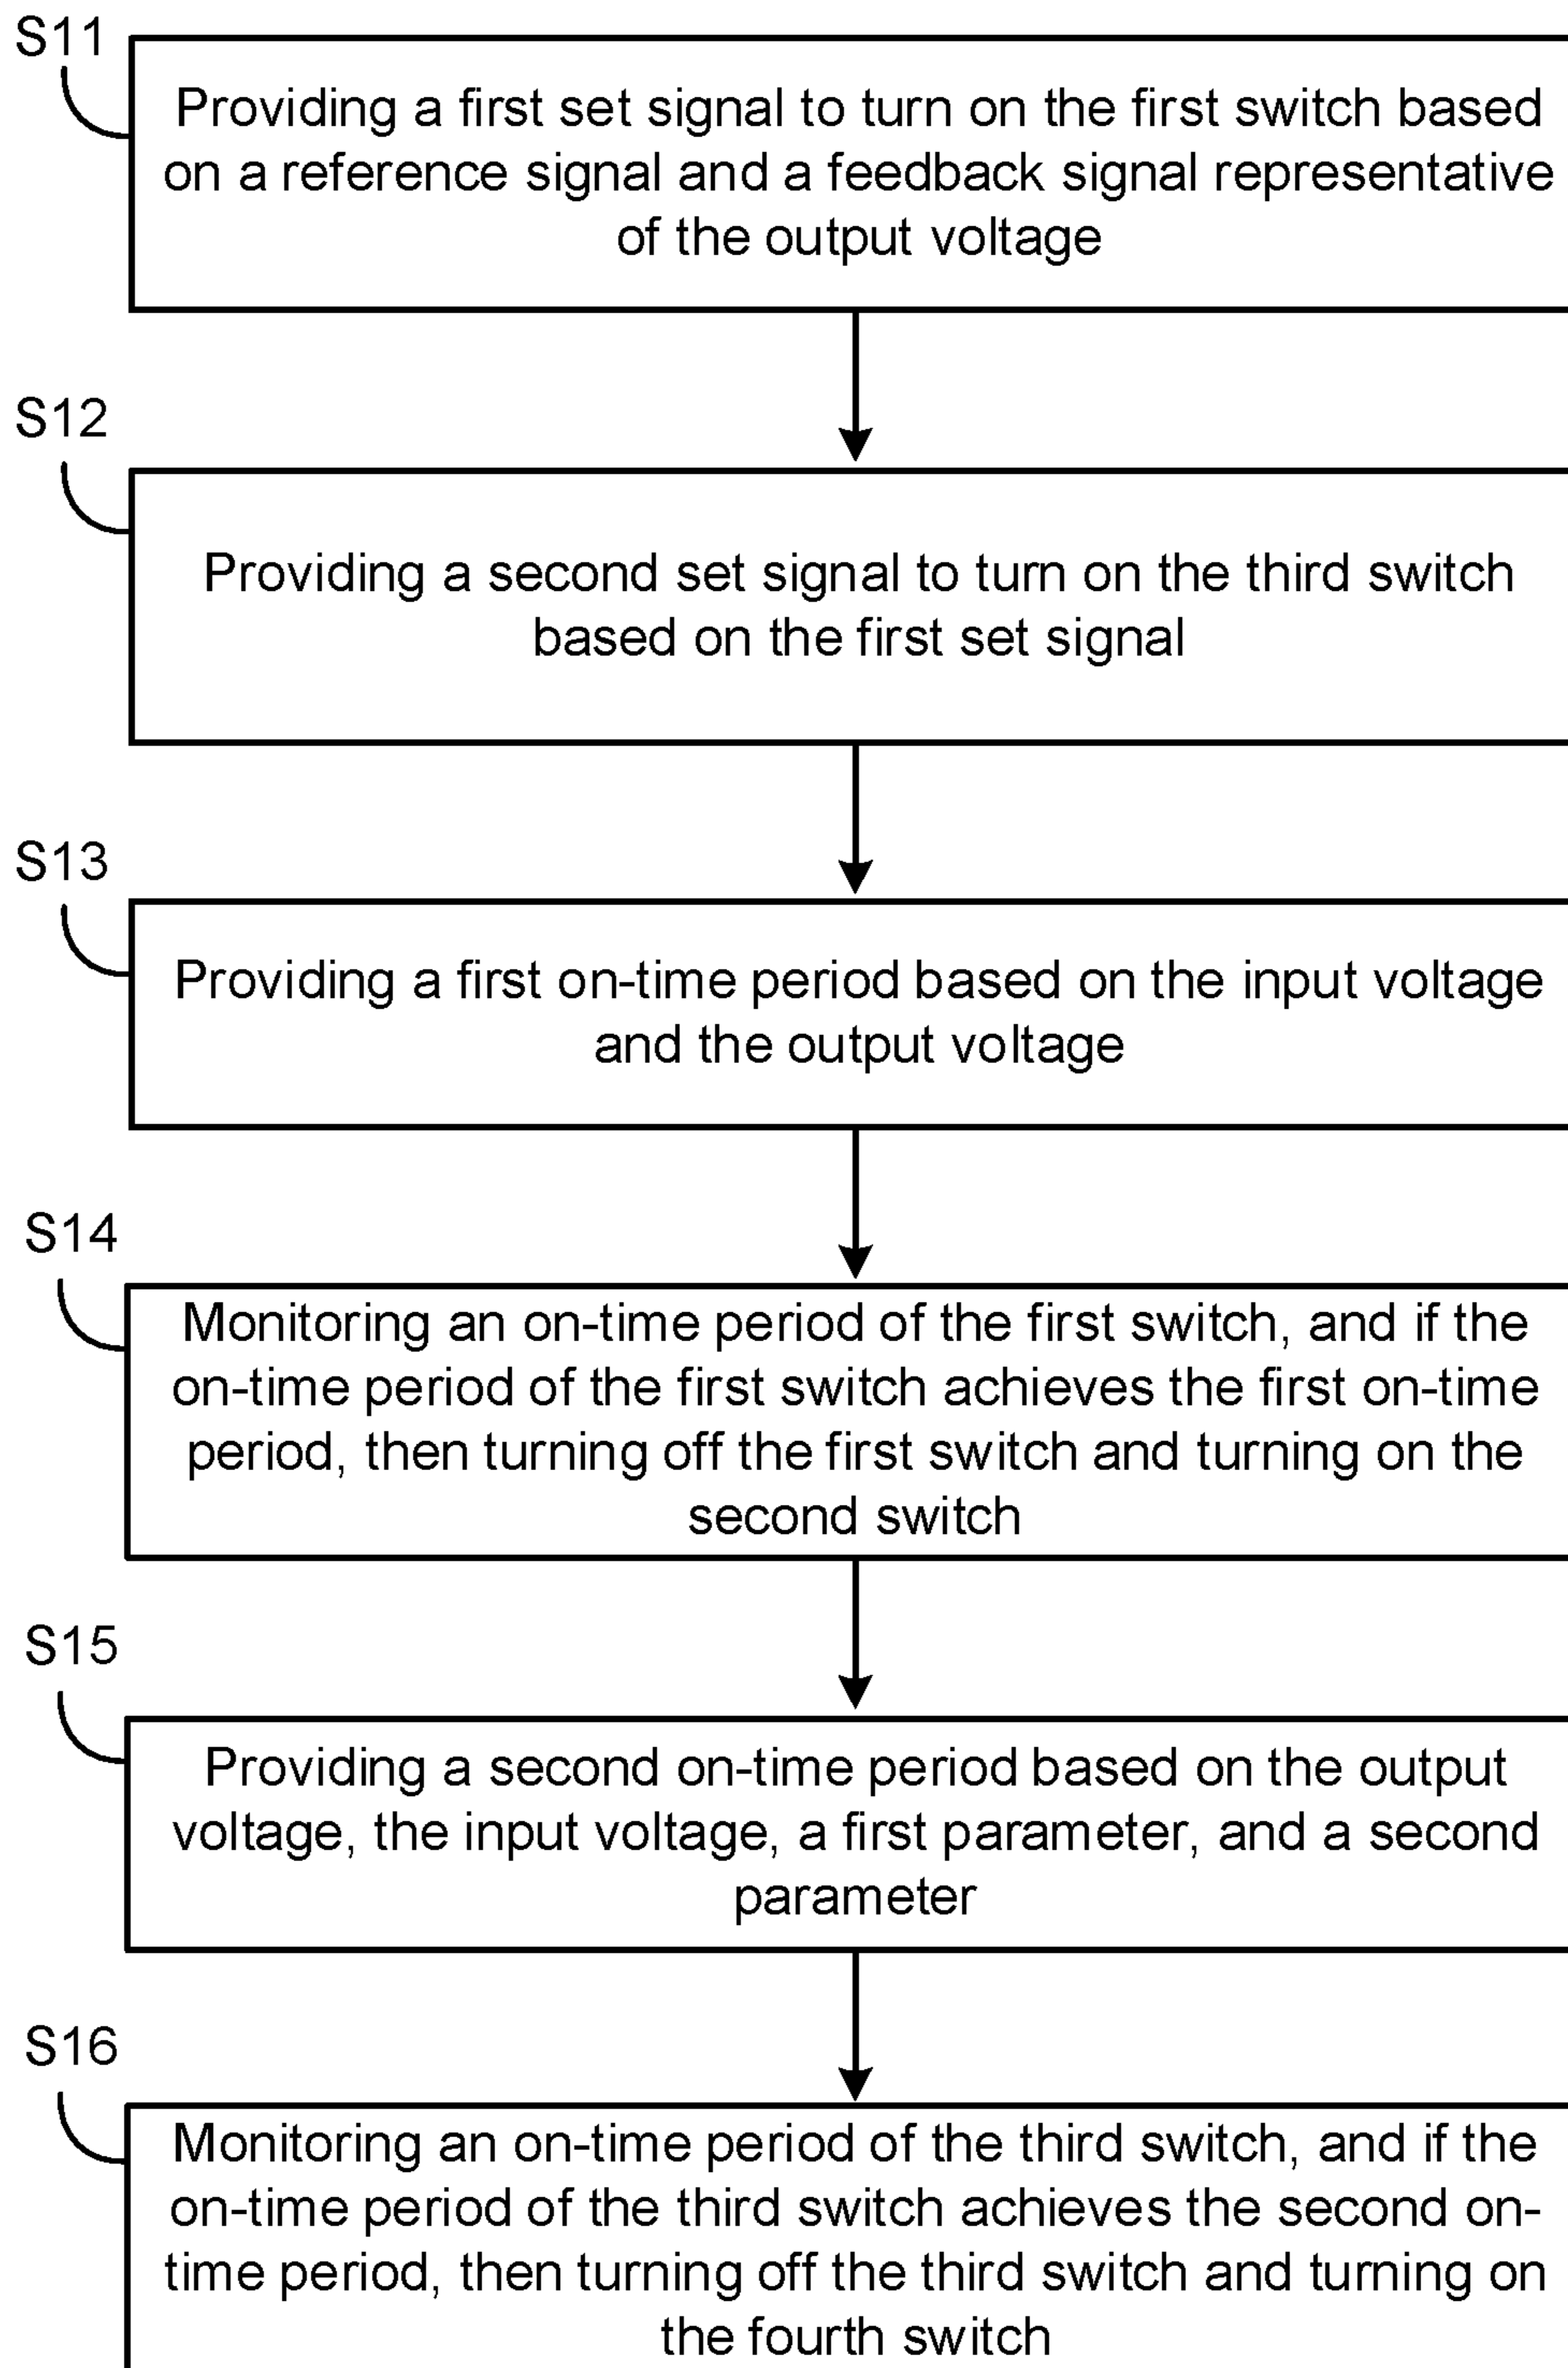 S11
Providing a first set signal to turn on the first switch based
on a reference signal and a feedback signal representative
of the output voltage
S12
Providing a second set signal to turn on the third switch
based on the first set signal
S13
Providing a first on-time period based on the input voltage
and the output voltage
S14
Monitoring an on-time period of the first switch, and if the
on-time period of the first switch achieves the first on-time
period, then turning off the first switch and turning on the
second switch
S15
Providing a second on-time period based on the output
voltage, the input voltage, a first parameter, and a second
parameter
S16
Monitoring an on-time period of the third switch, and if the
on-time period of the third switch achieves the second on-
time period, then turning off the third switch and turning on
the fourth switch